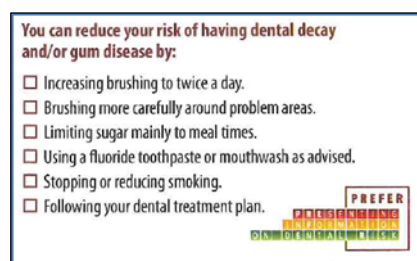 You can reduce your risk of having dental decay
and/or gum disease by:
Increasing brushing to twice a day.
Brushing more carefully around problem areas.
Limiting sugar mainly to meal times.
Using a fluoride toothpaste or mouthwash as advised.
Stopping or reducing smoking.
Following your dental treatment plan.
PREFER
PRESENTING
INFORMATION
ON DENTAL RISK